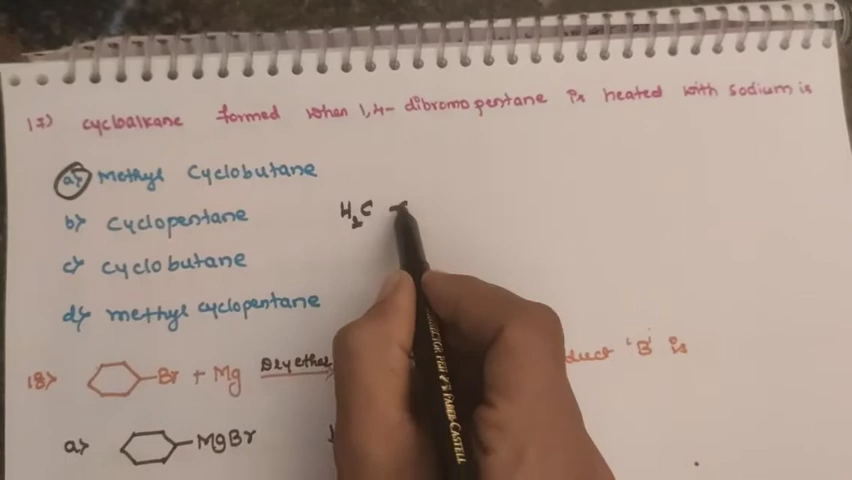 17) cycloalkane formed when 1,4-dibromopentane is heated with sodium is
a) Methyl cyclobutane
b) cyclopentane
H2C
c) cyclobutane
d) methyl cyclopentane
18) Br + Mg Dry ether duct 'B' is
a) MgBr